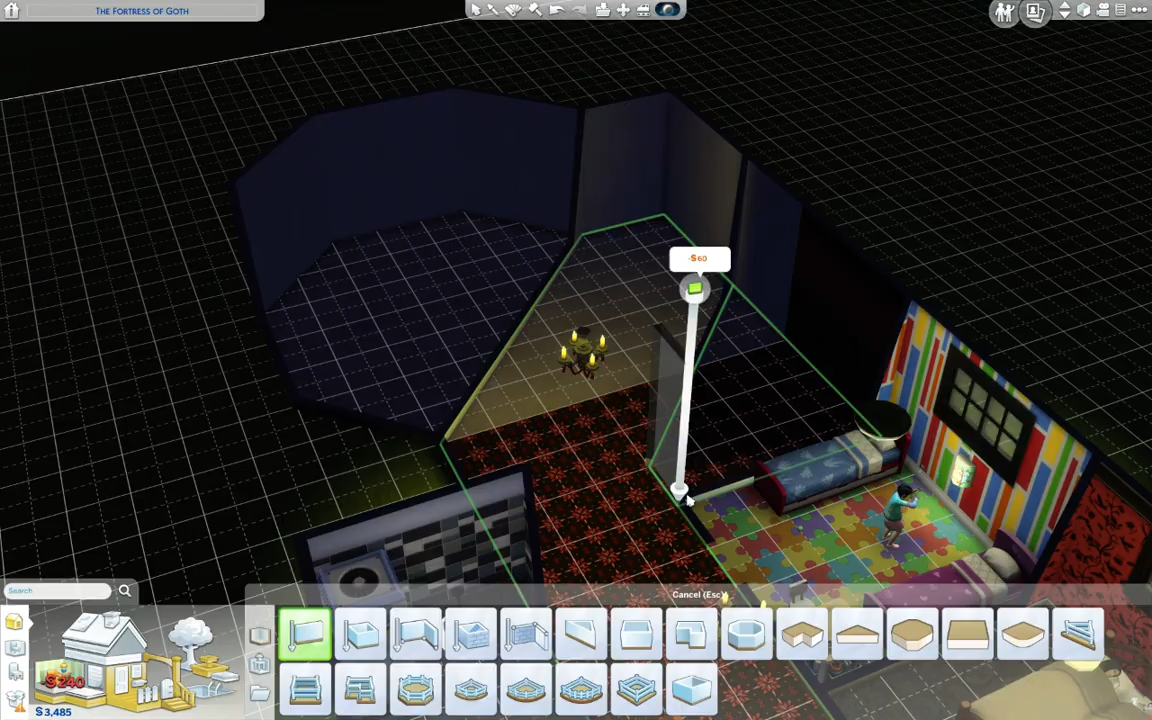 THE FORTRESS OF GOTH
-§60
Cancel (Esc)
Search
§240
§3,485